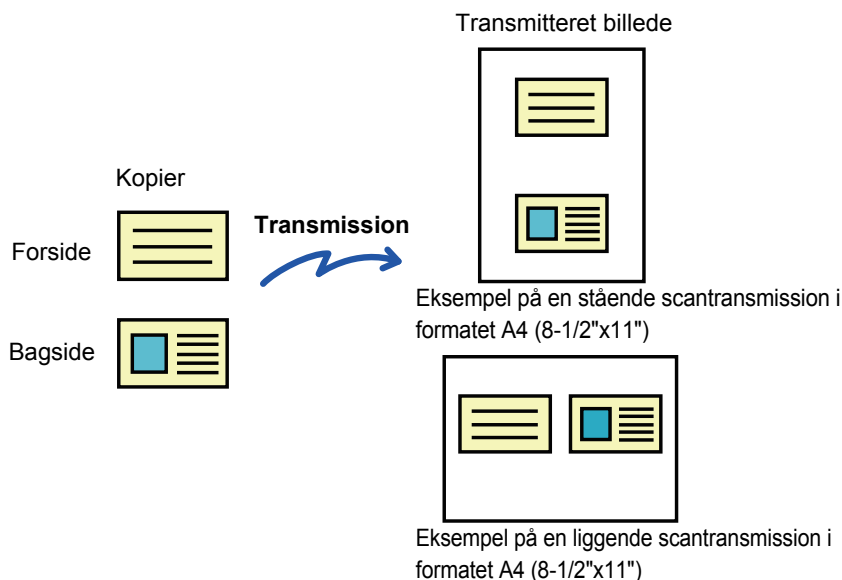 Transmitteret billede
Kopier
Transmission
Forside
Bagside
Eksempel på en stående scantransmission i
formatet A4 (8-1/2"x11")
Eksempel på en liggende scantransmission i
formatet A4 (8-1/2"x11")